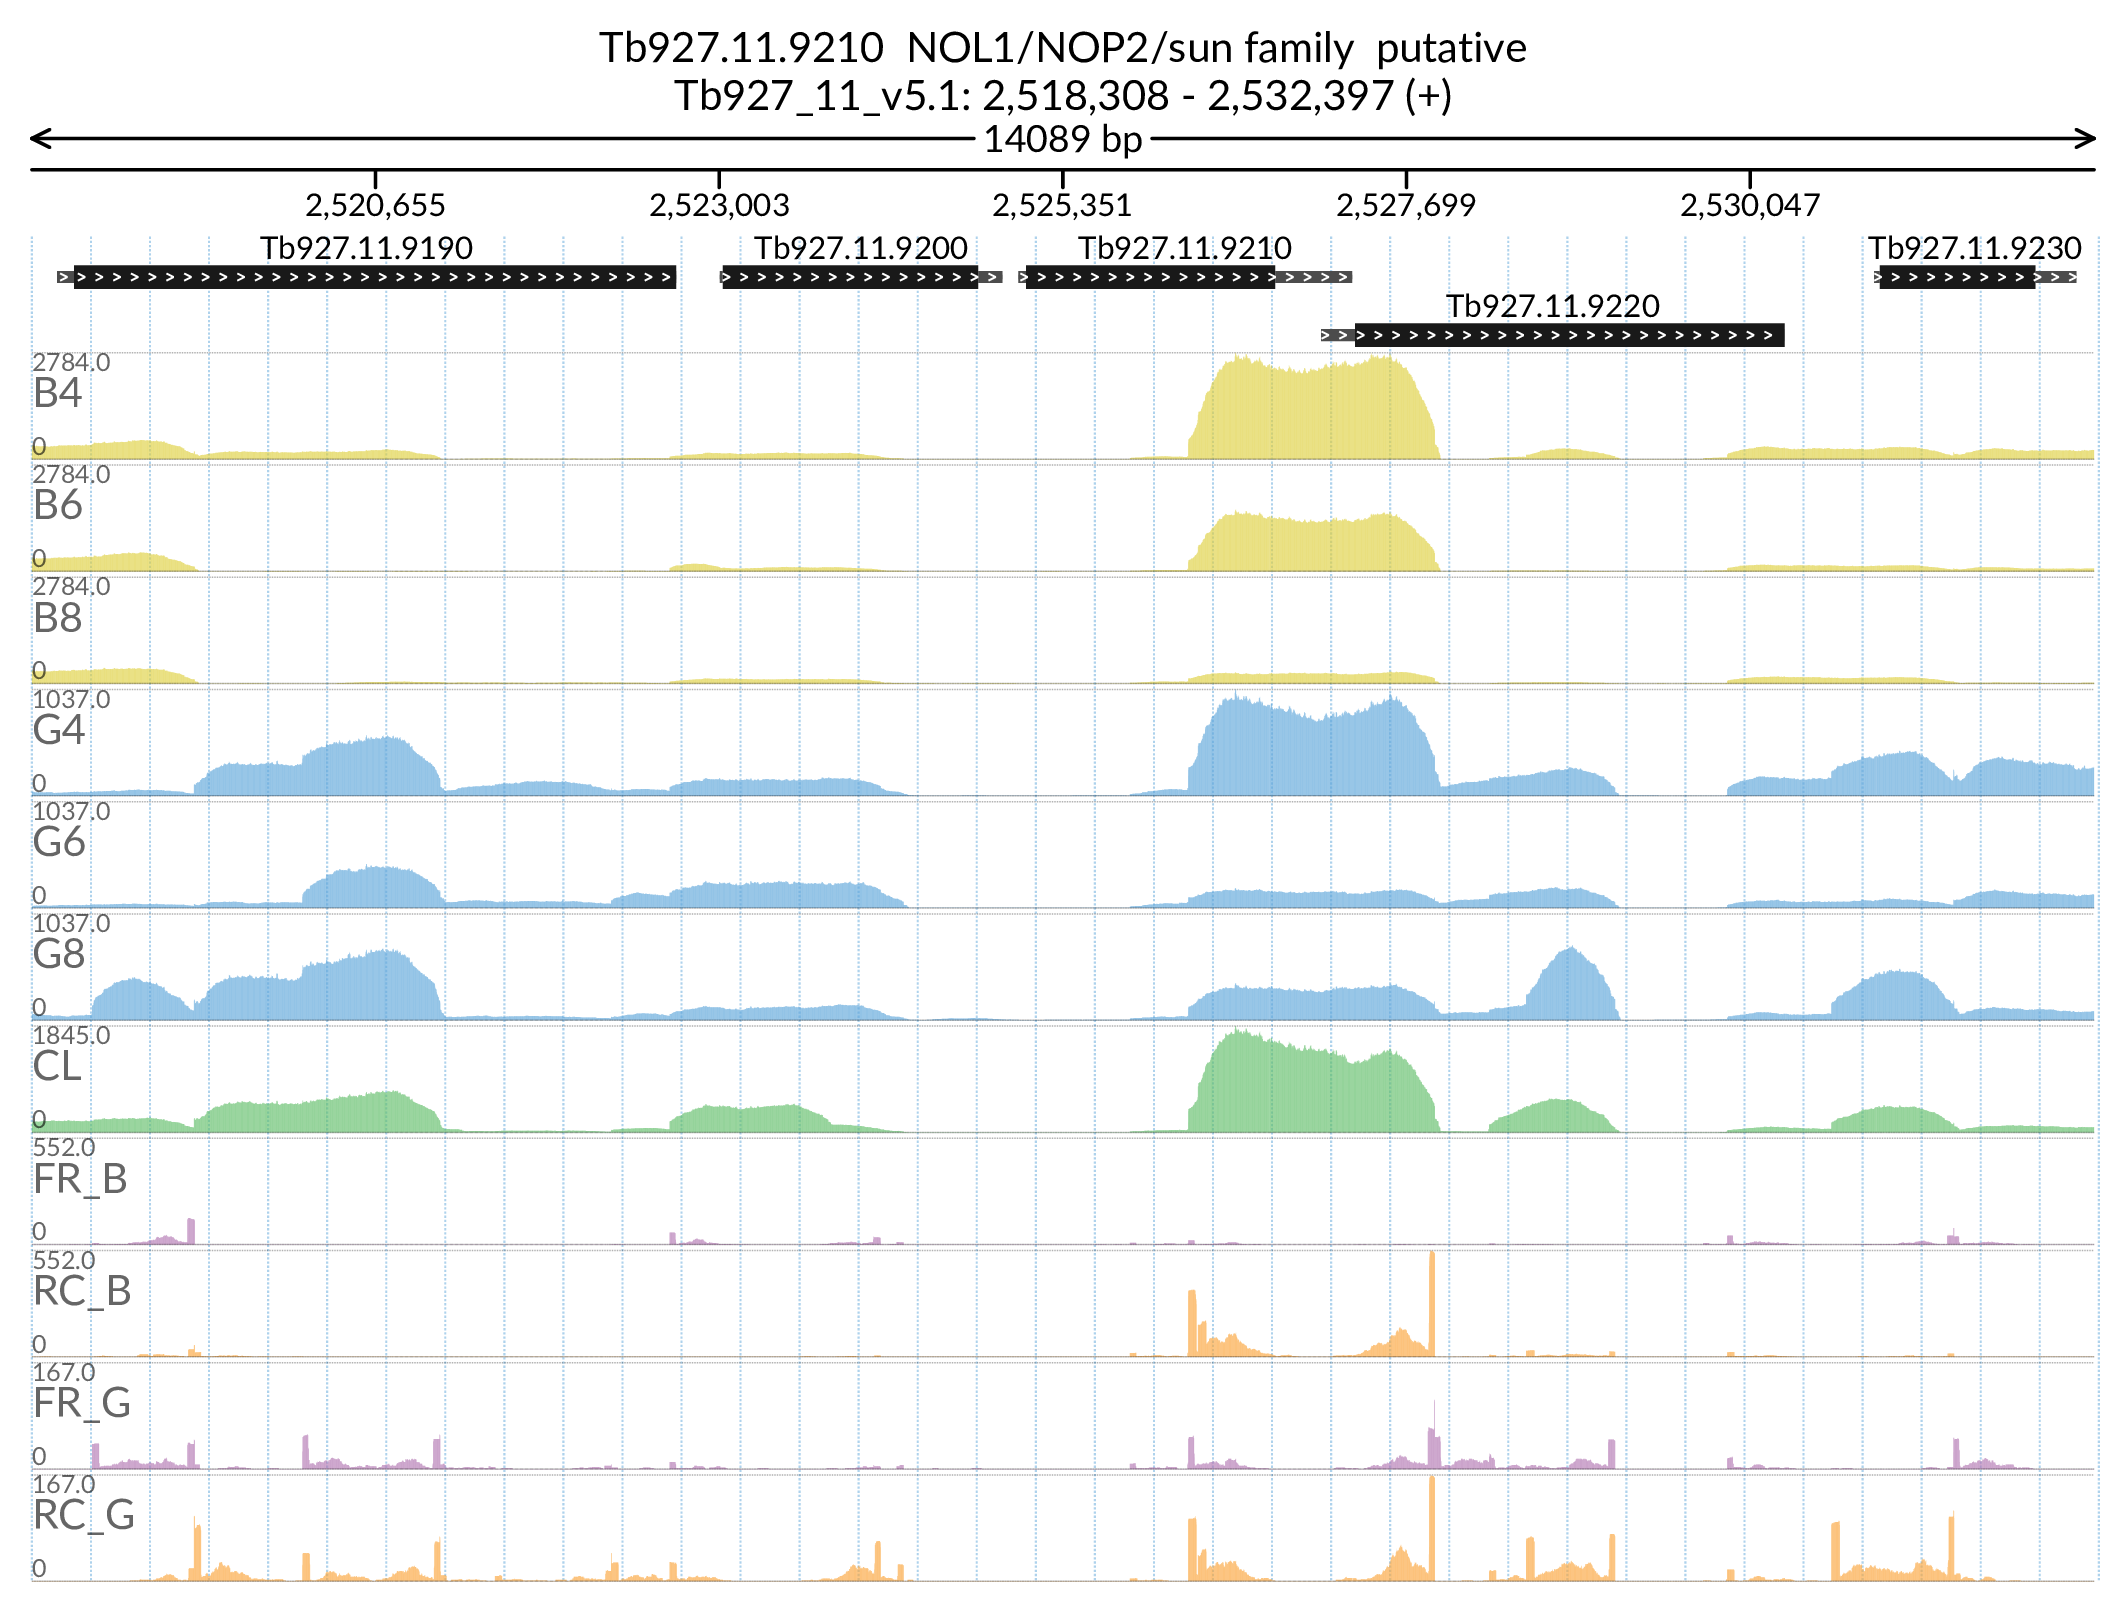 Tb927.11.9210 NOL1/NOP2/sun family putative
Tb927_11_v5.1: 2,518,308 - 2,532,397 (+)
14089 bp
2,520,655 2,523,003 2,525,351 2,527,699 2,530,047
Tb927.11.9190 Tb927.11.9200 Tb927.11.9210 Tb927.11.9230
Tb927.11.9220
2784.0
B4
0
2784.0
B6
0
2784.0
B8
0
1037.0
G4
0
1037.0
G6
0
1037.0
G8
0
1845.0
CL
0
552.0
FR_B
0
552.0
RC_B
0
167.0
FR_G
0
167.0
RC_G
0